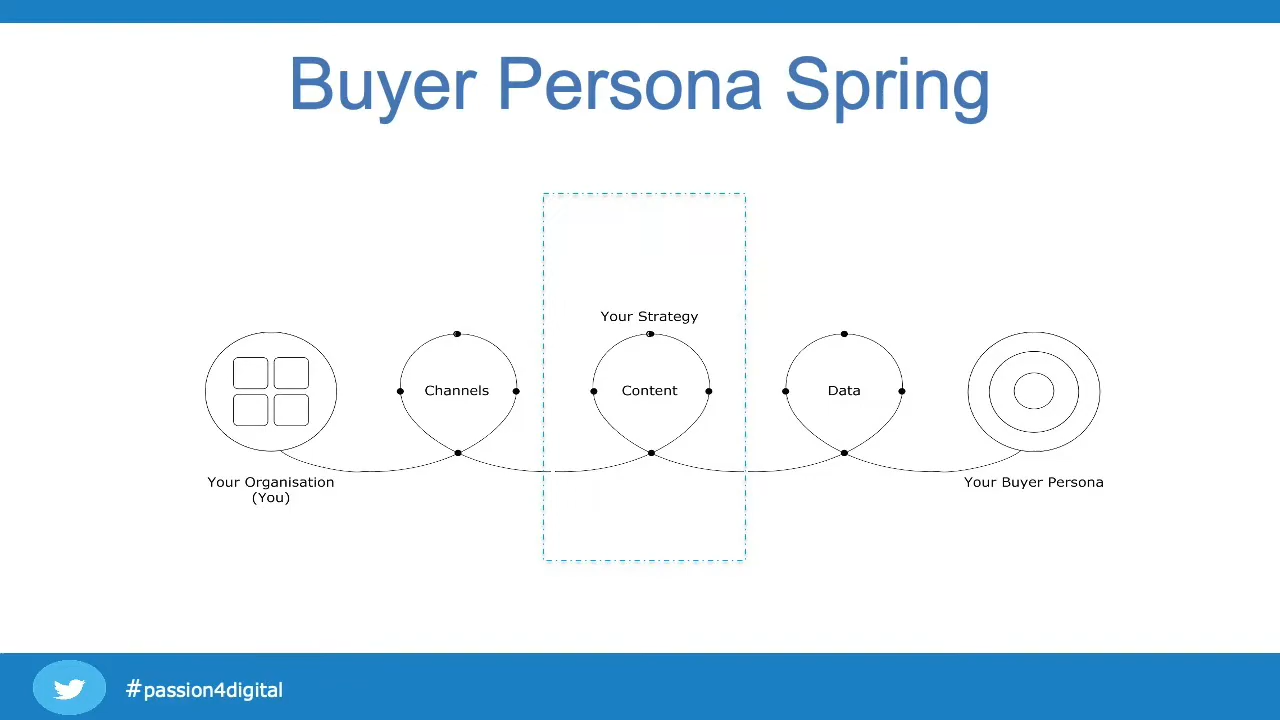 Buyer Persona Spring
Your Strategy
Channels
Content
Data
Your Organisation
(You)
Your Buyer Persona
#passion4digital